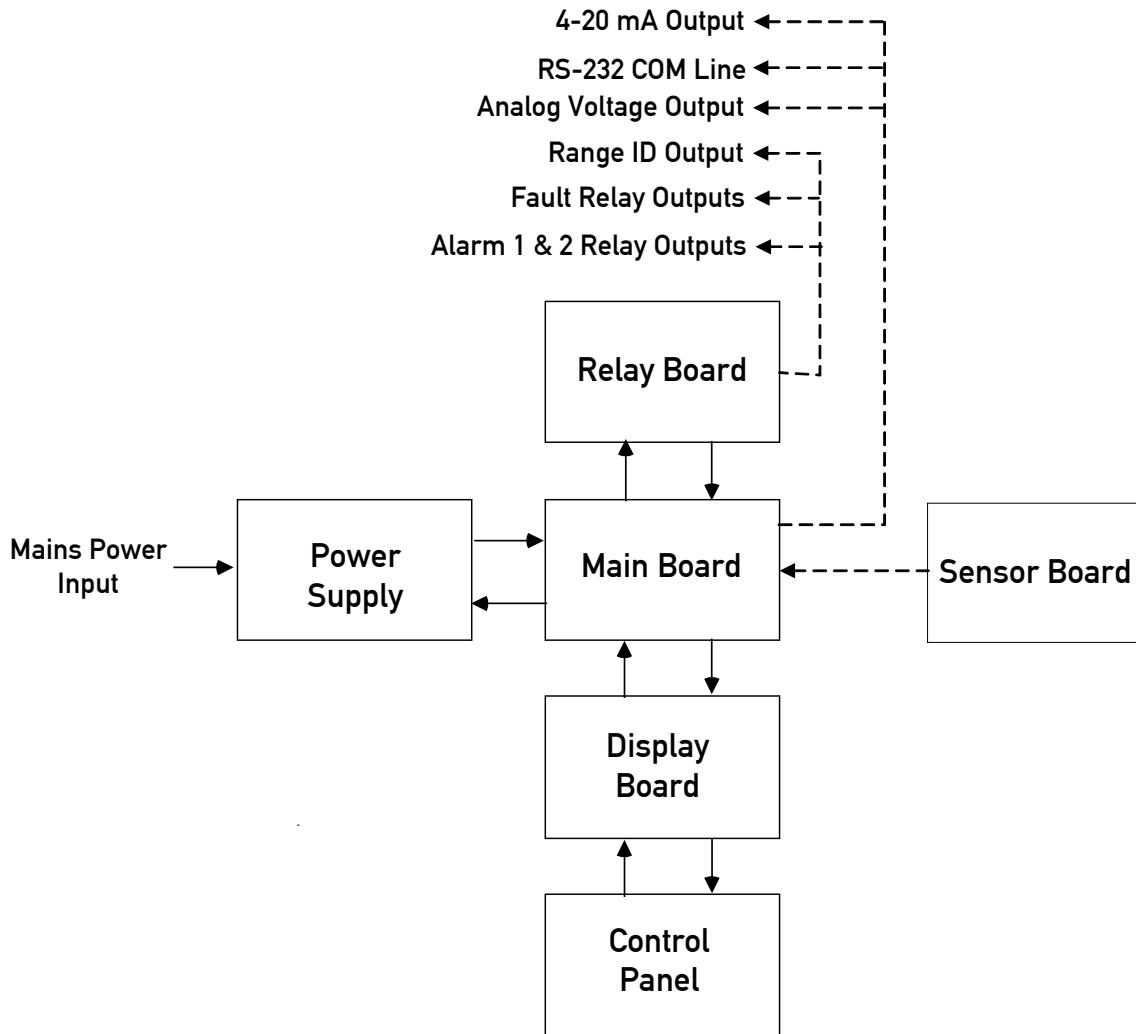 4-20 mA Output
RS-232 COM Line
Analog Voltage Output
Range ID Output
Fault Relay Outputs
Alarm 1 & 2 Relay Outputs
Relay Board
Mains Power
Input
Power
Supply
Main Board
Sensor Board
Display
Board
Control
Panel